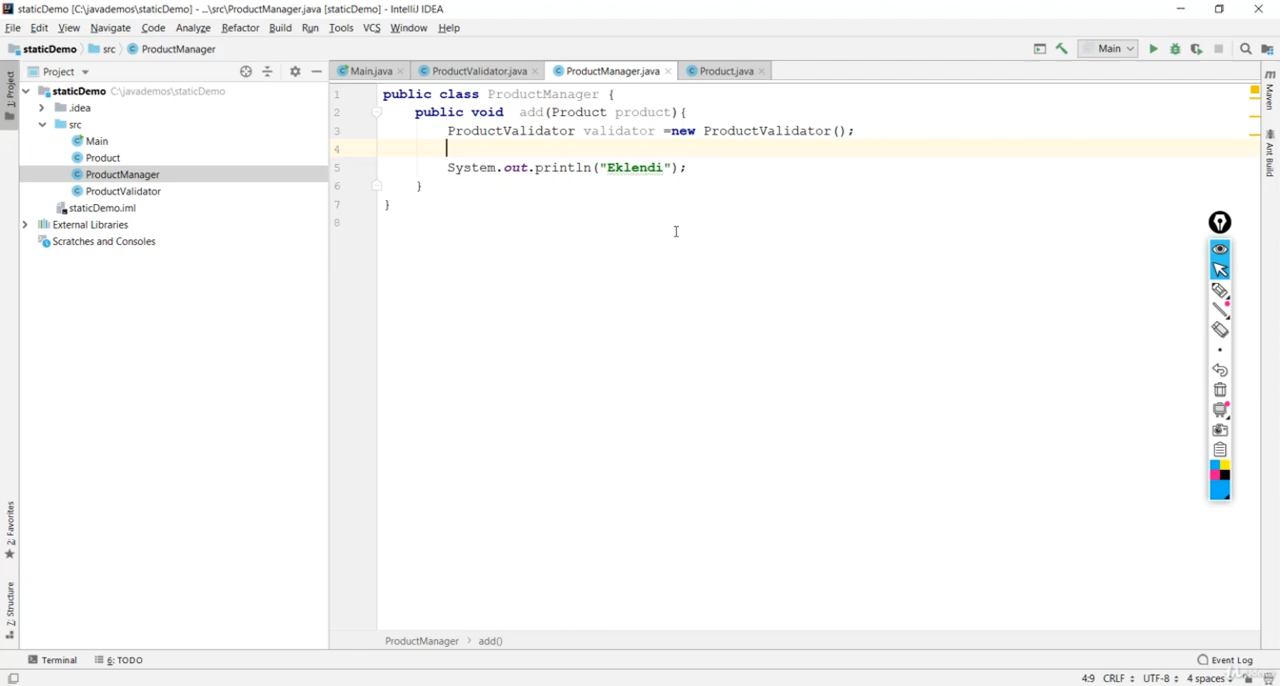 staticDemo [C:\javademos\staticDemo] - ...\src\ProductManager.java [staticDemo] - IntelliJ IDEA
File Edit View Navigate Code Analyze Refactor Build Run Tools VCS Window Help
staticDemo src ProductManager Main
Project
Main.java ProductValidator.java ProductManager.java Product.java
1: Project
staticDemo C:\javademos\staticDemo
.idea
src
Main
Product
ProductManager
ProductValidator
staticDemo.iml
External Libraries
Scratches and Consoles
1 public class ProductManager {
2 public void add(Product product){
3 ProductValidator validator =new ProductValidator();
4
5 System.out.println("Eklendi");
6 }
7 }
8
Maven
Ant Build
2: Favorites
Z: Structure
ProductManager > add()
Terminal 6: TODO Event Log
4:9 CRLF UTF-8 4 spaces